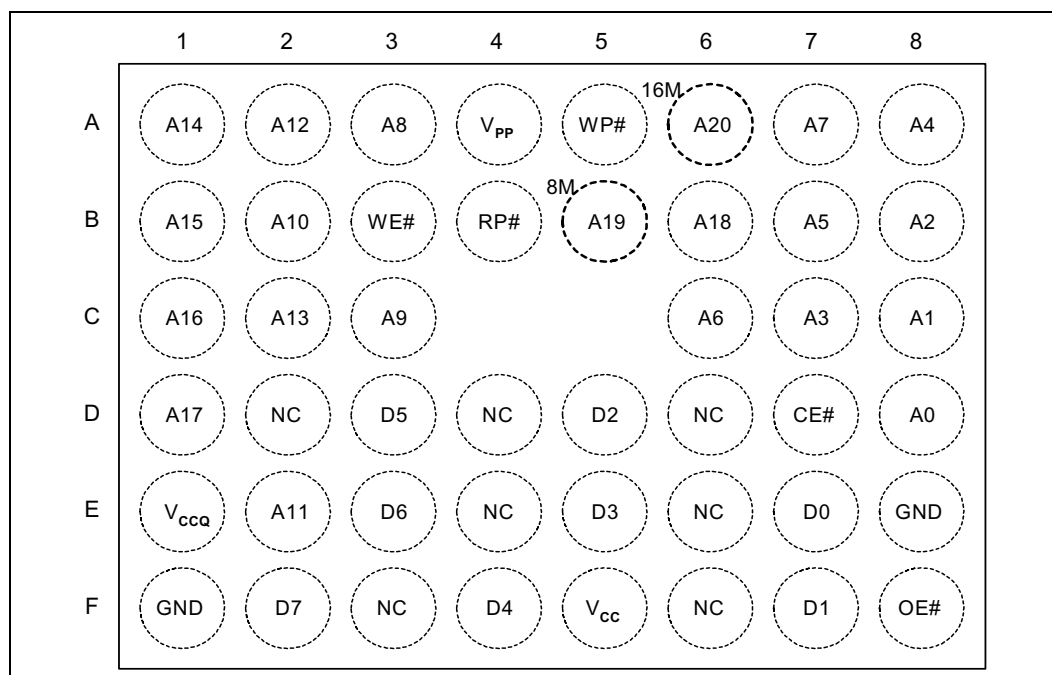 1 2 3 4 5 6 7 8
16M
A A14 A12 A8 VPP WP# A20 A7 A4
8M
B A15 A10 WE# RP# A19 A18 A5 A2
C A16 A13 A9 A6 A3 A1
D A17 NC D5 NC D2 NC CE# A0
E VCCQ A11 D6 NC D3 NC D0 GND
F GND D7 NC D4 VCC NC D1 OE#